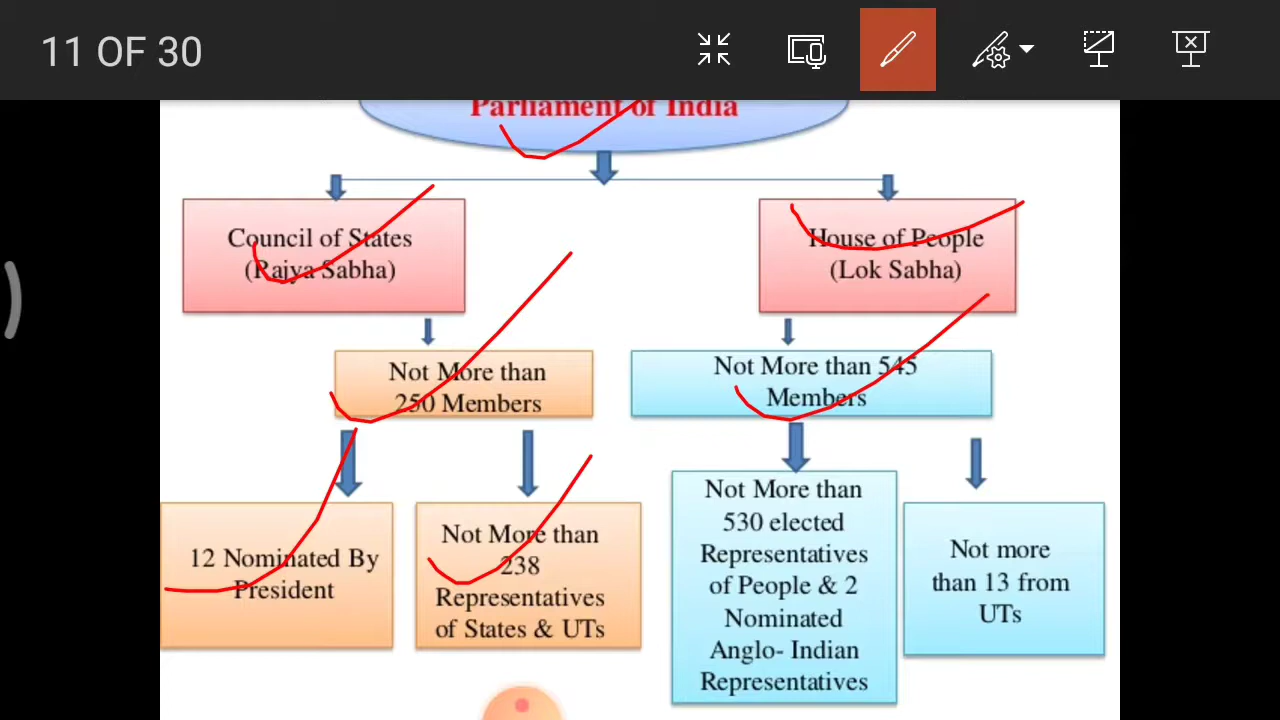 11 OF 30
Parliament of India
Council of States
(Rajya Sabha)
House of People
(Lok Sabha)
Not More than
250 Members
Not More than 545
Members
12 Nominated By
President
Not More than
238
Representatives
of States & UTs
Not More than
530 elected
Representatives
of People & 2
Nominated
Anglo- Indian
Representatives
Not more
than 13 from
UTs